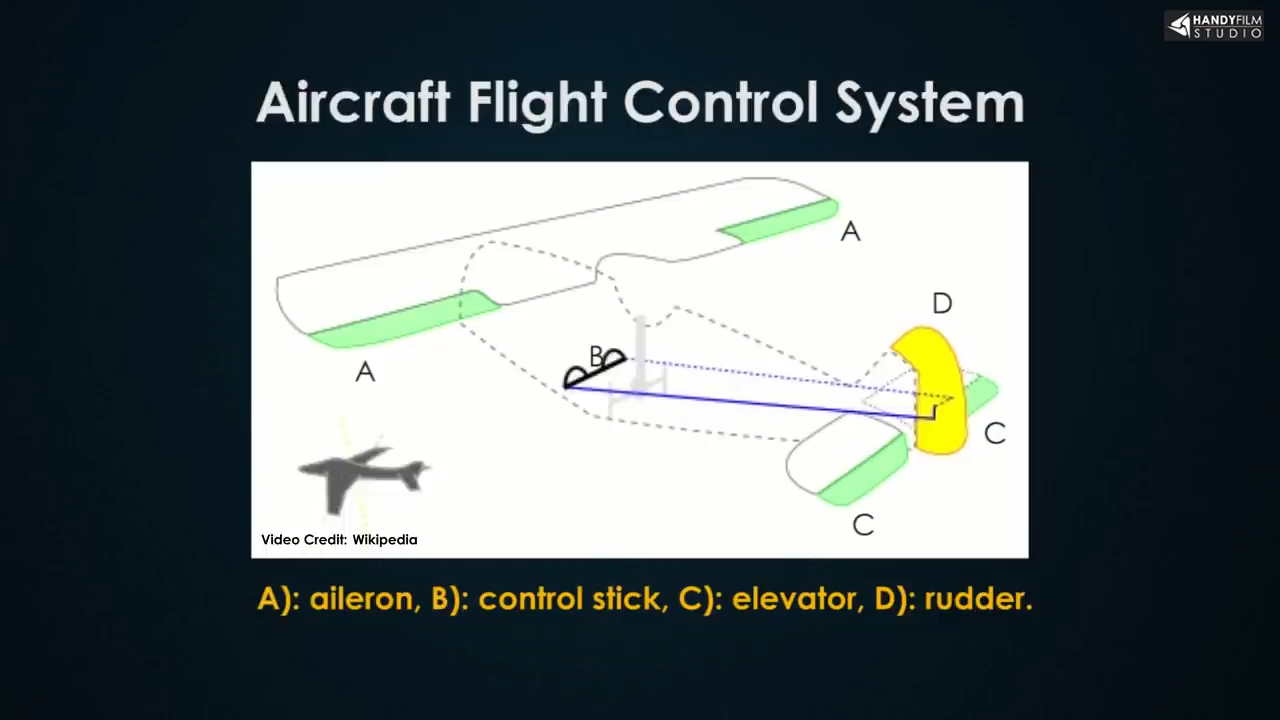 HANDYFILM
STUDIO
Aircraft Flight Control System
A
D
B
A
C
C
Video Credit: Wikipedia
A): aileron, B): control stick, C): elevator, D): rudder.